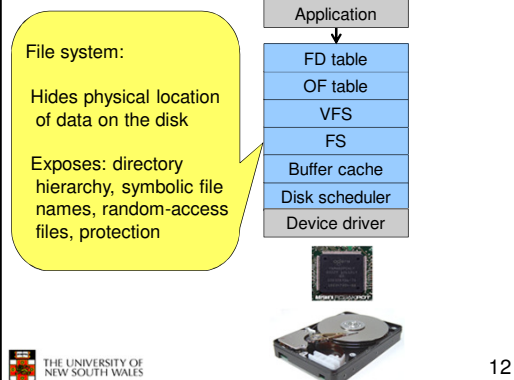 Application
File system:
Hides physical location
of data on the disk
Exposes: directory
hierarchy, symbolic file
names, random-access
files, protection
FD table
OF table
VFS
FS
Buffer cache
Disk scheduler
Device driver
THE UNIVERSITY OF
NEW SOUTH WALES
12